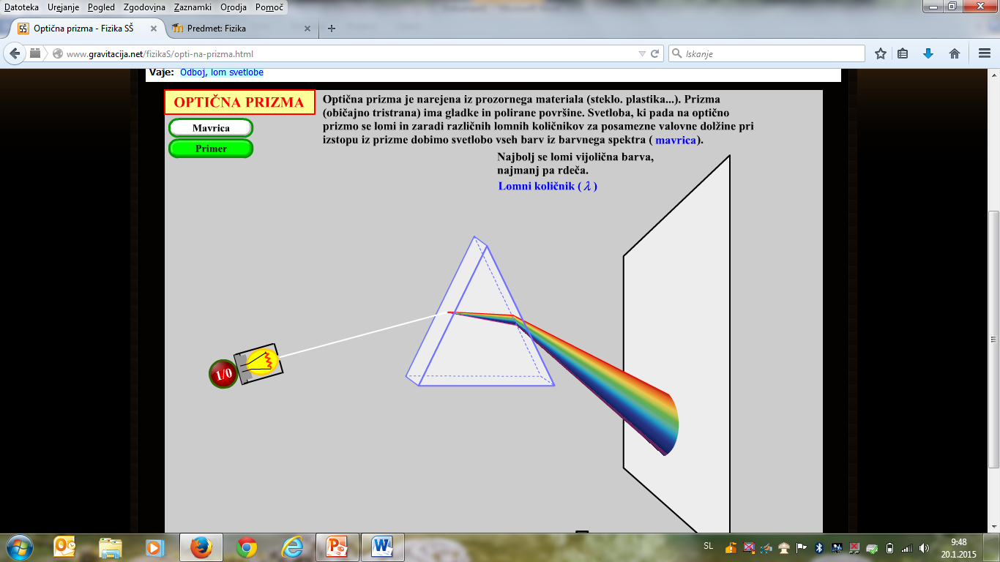 Datoteka Urejanje Pogled Zgodovina Zaznamki Orodja Pomoč
Optična prizma - Fizika SŠ
Predmet: Fizika
www.gravitacija.net/fizikaS/opti-na-prizma.html
Iskanje
Vaje: Odboj, lom svetlobe
OPTIČNA PRIZMA
Mavrica
Primer
Optična prizma je narejena iz prozornega materiala (steklo. plastika...). Prizma
(običajno tristrana) ima gladke in polirane površine. Svetloba, ki pada na optično
prizmo se lomi in zaradi različnih lomnih količnikov za posamezne valovne dolžine pri
izstopu iz prizme dobimo svetlobo vseh barv iz barvnega spektra ( mavrica).
Najbolj se lomi vijolična barva,
najmanj pa rdeča.
Lomni količnik ( λ )
1/0
SL
9:48
20.1.2015